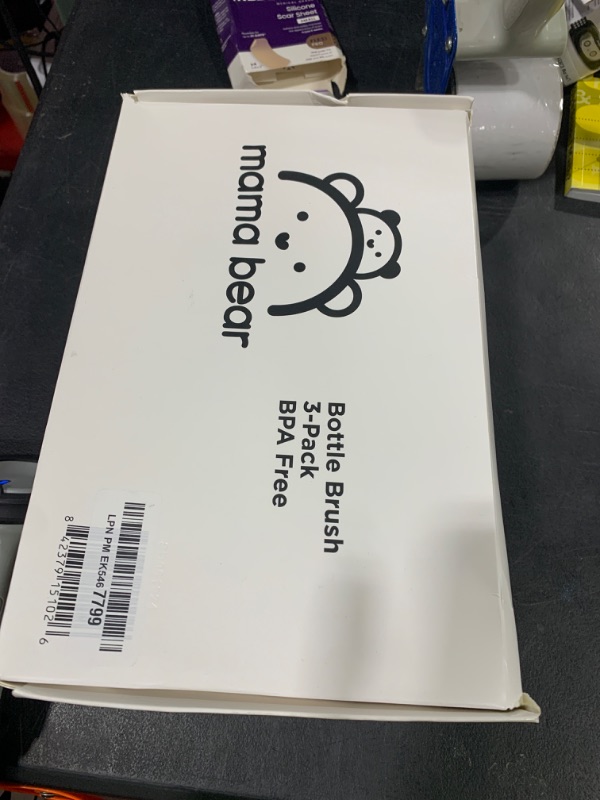 Silicone
Scar Sheet
mama bear
Bottle Brush
3-Pack
BPA Free
LPN PM EK546 7799
8 42379 15102 6